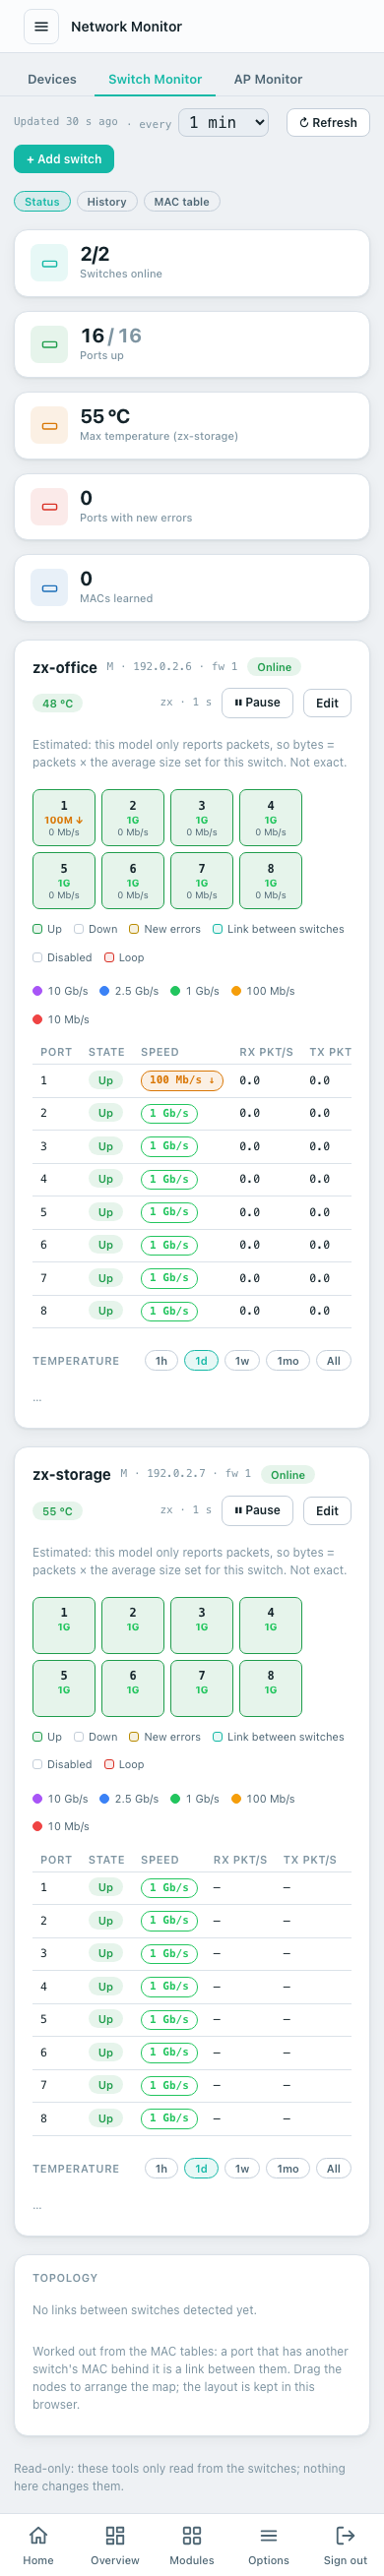 Network Monitor
Devices Switch Monitor AP Monitor
Updated 30 s ago · every 1 min ↻ Refresh
+ Add switch
Status History MAC table
2/2
Switches online
16 / 16
Ports up
55 °C
Max temperature (zx-storage)
0
Ports with new errors
0
MACs learned
zx-office M · 192.0.2.6 · fw 1 Online
48 °C zx · 1 s Pause Edit
Estimated: this model only reports packets, so bytes =
packets × the average size set for this switch. Not exact.
1 2 3 4
100M ↓ 1G 1G 1G
0 Mb/s 0 Mb/s 0 Mb/s 0 Mb/s
5 6 7 8
1G 1G 1G 1G
0 Mb/s 0 Mb/s 0 Mb/s 0 Mb/s
Up Down New errors Link between switches
Disabled Loop
10 Gb/s 2.5 Gb/s 1 Gb/s 100 Mb/s
10 Mb/s
PORT STATE SPEED RX PKT/S TX PKT
1 Up 100 Mb/s ↓ 0.0 0.0
2 Up 1 Gb/s 0.0 0.0
3 Up 1 Gb/s 0.0 0.0
4 Up 1 Gb/s 0.0 0.0
5 Up 1 Gb/s 0.0 0.0
6 Up 1 Gb/s 0.0 0.0
7 Up 1 Gb/s 0.0 0.0
8 Up 1 Gb/s 0.0 0.0
TEMPERATURE 1h 1d 1w 1mo All
…
zx-storage M · 192.0.2.7 · fw 1 Online
55 °C zx · 1 s Pause Edit
Estimated: this model only reports packets, so bytes =
packets × the average size set for this switch. Not exact.
1 2 3 4
1G 1G 1G 1G
5 6 7 8
1G 1G 1G 1G
Up Down New errors Link between switches
Disabled Loop
10 Gb/s 2.5 Gb/s 1 Gb/s 100 Mb/s
10 Mb/s
PORT STATE SPEED RX PKT/S TX PKT/S
1 Up 1 Gb/s — —
2 Up 1 Gb/s — —
3 Up 1 Gb/s — —
4 Up 1 Gb/s — —
5 Up 1 Gb/s — —
6 Up 1 Gb/s — —
7 Up 1 Gb/s — —
8 Up 1 Gb/s — —
TEMPERATURE 1h 1d 1w 1mo All
…
TOPOLOGY
No links between switches detected yet.
Worked out from the MAC tables: a port that has another
switch's MAC behind it is a link between them. Drag the
nodes to arrange the map; the layout is kept in this
browser.
Read-only: these tools only read from the switches; nothing
here changes them.
Home Overview Modules Options Sign out